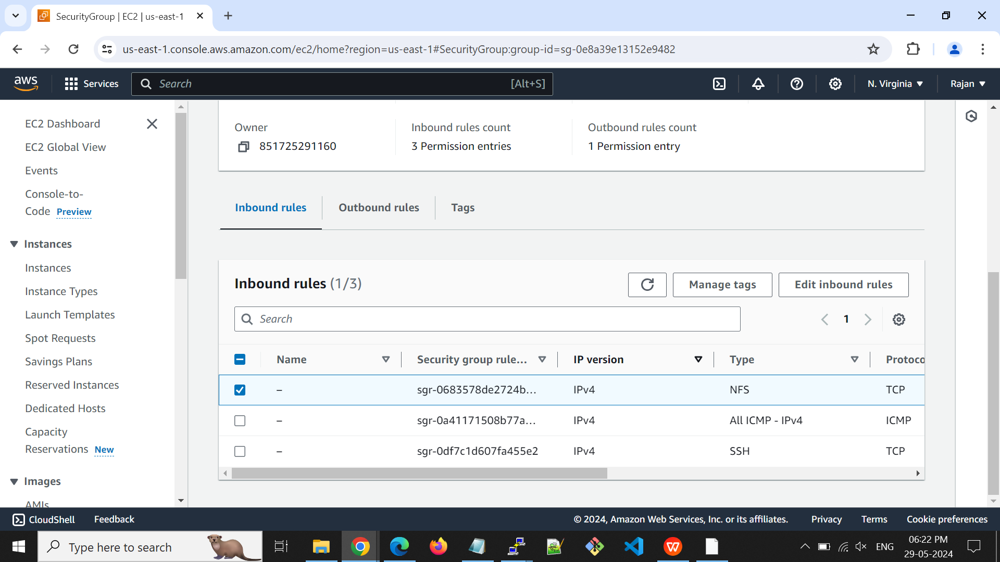 SecurityGroup | EC2 | us-east-1
us-east-1.console.aws.amazon.com/ec2/home?region=us-east-1#SecurityGroup:group-id=sg-0e8a39e13152e9482
aws
Services
Search
[Alt+S]
N. Virginia
Rajan
EC2 Dashboard
EC2 Global View
Events
Console-to-
Code Preview
Instances
Instances
Instance Types
Launch Templates
Spot Requests
Savings Plans
Reserved Instances
Dedicated Hosts
Capacity
Reservations New
Images
AMIs
Owner
851725291160
Inbound rules count
3 Permission entries
Outbound rules count
1 Permission entry
Inbound rules
Outbound rules
Tags
Inbound rules (1/3)
Manage tags
Edit inbound rules
Search
1
Name
Security group rule...
IP version
Type
Protoco
– sgr-0683578de2724b... IPv4 NFS TCP
– sgr-0a41171508b77a... IPv4 All ICMP - IPv4 ICMP
– sgr-0df7c1d607fa455e2 IPv4 SSH TCP
CloudShell
Feedback
© 2024, Amazon Web Services, Inc. or its affiliates.
Privacy
Terms
Cookie preferences
Type here to search
W
ENG
06:22 PM
29-05-2024